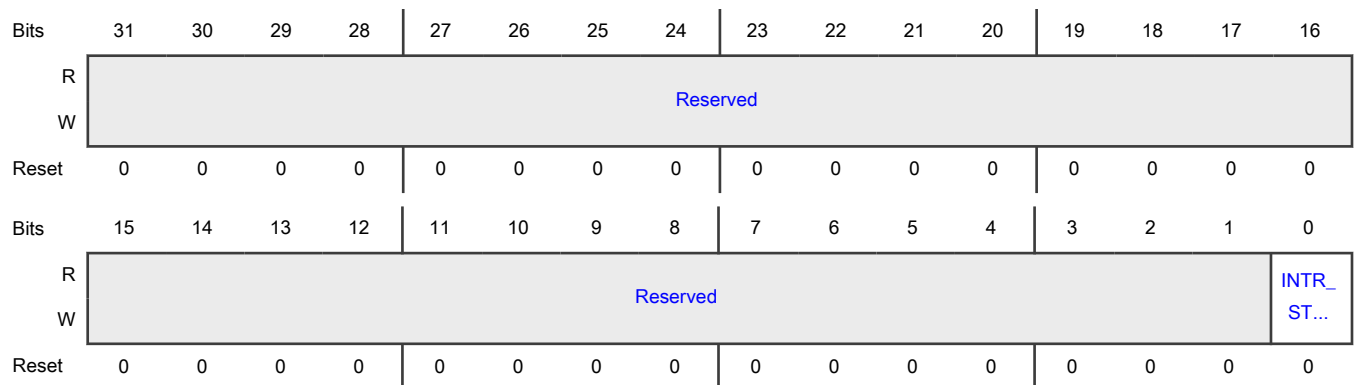 Bits 31 30 29 28 27 26 25 24 23 22 21 20 19 18 17 16
R
Reserved
W
Reset 0 0 0 0 0 0 0 0 0 0 0 0 0 0 0 0
Bits 15 14 13 12 11 10 9 8 7 6 5 4 3 2 1 0
R INTR_
Reserved
W ST...
Reset 0 0 0 0 0 0 0 0 0 0 0 0 0 0 0 0